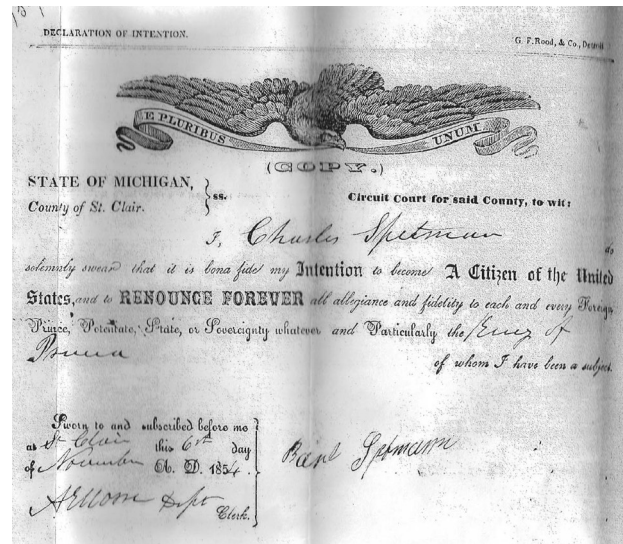 DECLARATION OF INTENTION.
G. F. Rood, & Co., Detroit
E PLURIBUS UNUM.
(COPY.)
STATE OF MICHIGAN,
County of St. Clair. ss.
Circuit Court for said County, to wit:
I, Charles Spetman do
solemnly swear that it is bona fide my Intention to become A Citizen of the United
States, and to RENOUNCE FOREVER all allegiance and fidelity to each and every Foreign
Prince, Potentate, State, or Sovereignty whatever and Particularly the King of
of whom I have been a subject.
Sworn to and subscribed before me
at St Clair this 6th day
of November A. D. 1854.
Clerk.